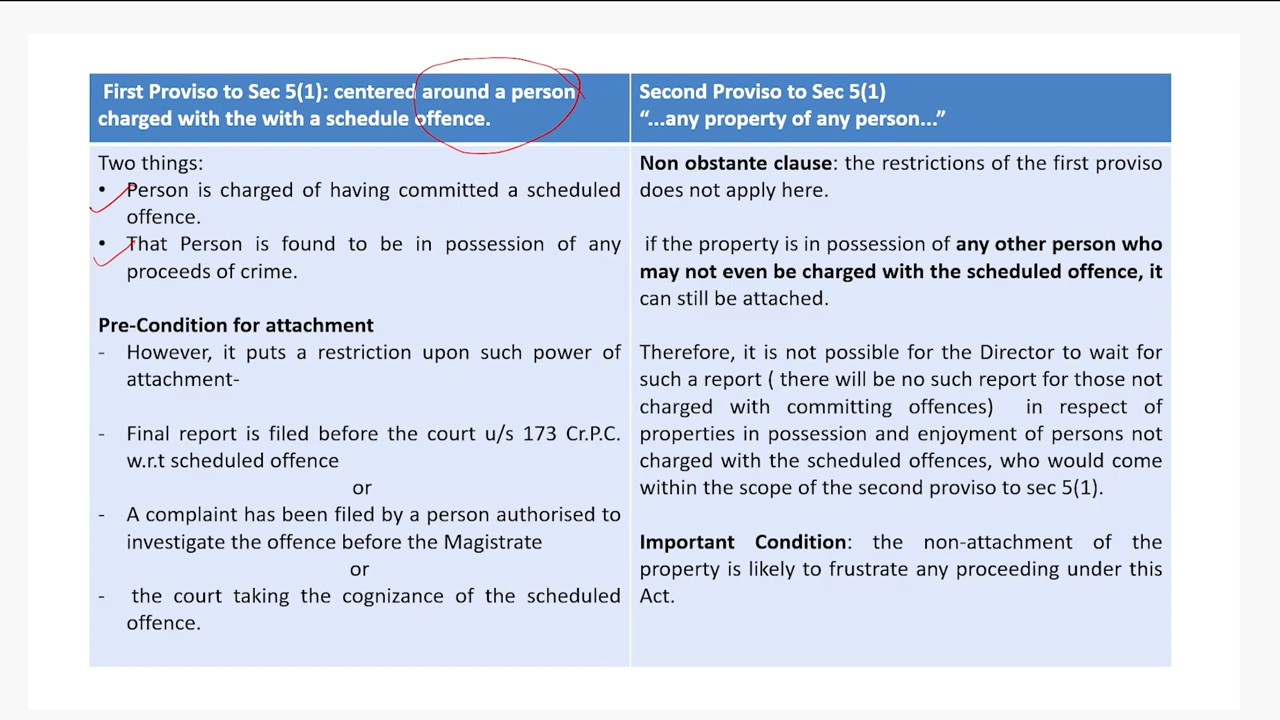 First Proviso to Sec 5(1): centered around a person
charged with the with a schedule offence.
Two things:
• Person is charged of having committed a scheduled
offence.
• That Person is found to be in possession of any
proceeds of crime.
Pre-Condition for attachment
- However, it puts a restriction upon such power of
attachment-
- Final report is filed before the court u/s 173 Cr.P.C.
w.r.t scheduled offence
or
- A complaint has been filed by a person authorised to
investigate the offence before the Magistrate
or
- the court taking the cognizance of the scheduled
offence.
Second Proviso to Sec 5(1)
“...any property of any person...”
Non obstante clause: the restrictions of the first proviso
does not apply here.
if the property is in possession of any other person who
may not even be charged with the scheduled offence, it
can still be attached.
Therefore, it is not possible for the Director to wait for
such a report ( there will be no such report for those not
charged with committing offences) in respect of
properties in possession and enjoyment of persons not
charged with the scheduled offences, who would come
within the scope of the second proviso to sec 5(1).
Important Condition: the non-attachment of the
property is likely to frustrate any proceeding under this
Act.